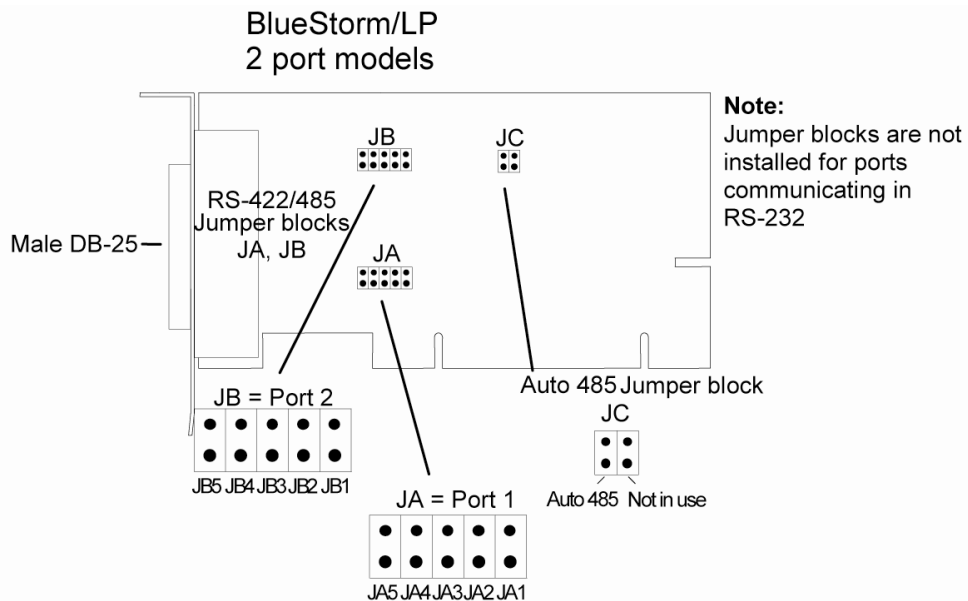 BlueStorm/LP
2 port models
Note:
Jumper blocks are not
installed for ports
communicating in
RS-232
JB
JC
RS-422/485
Jumper blocks
JA, JB
Male DB-25
JA
Auto 485 Jumper block
JB = Port 2
JC
JB5 JB4 JB3 JB2 JB1
Auto 485 Not in use
JA = Port 1
JA5 JA4 JA3 JA2 JA1